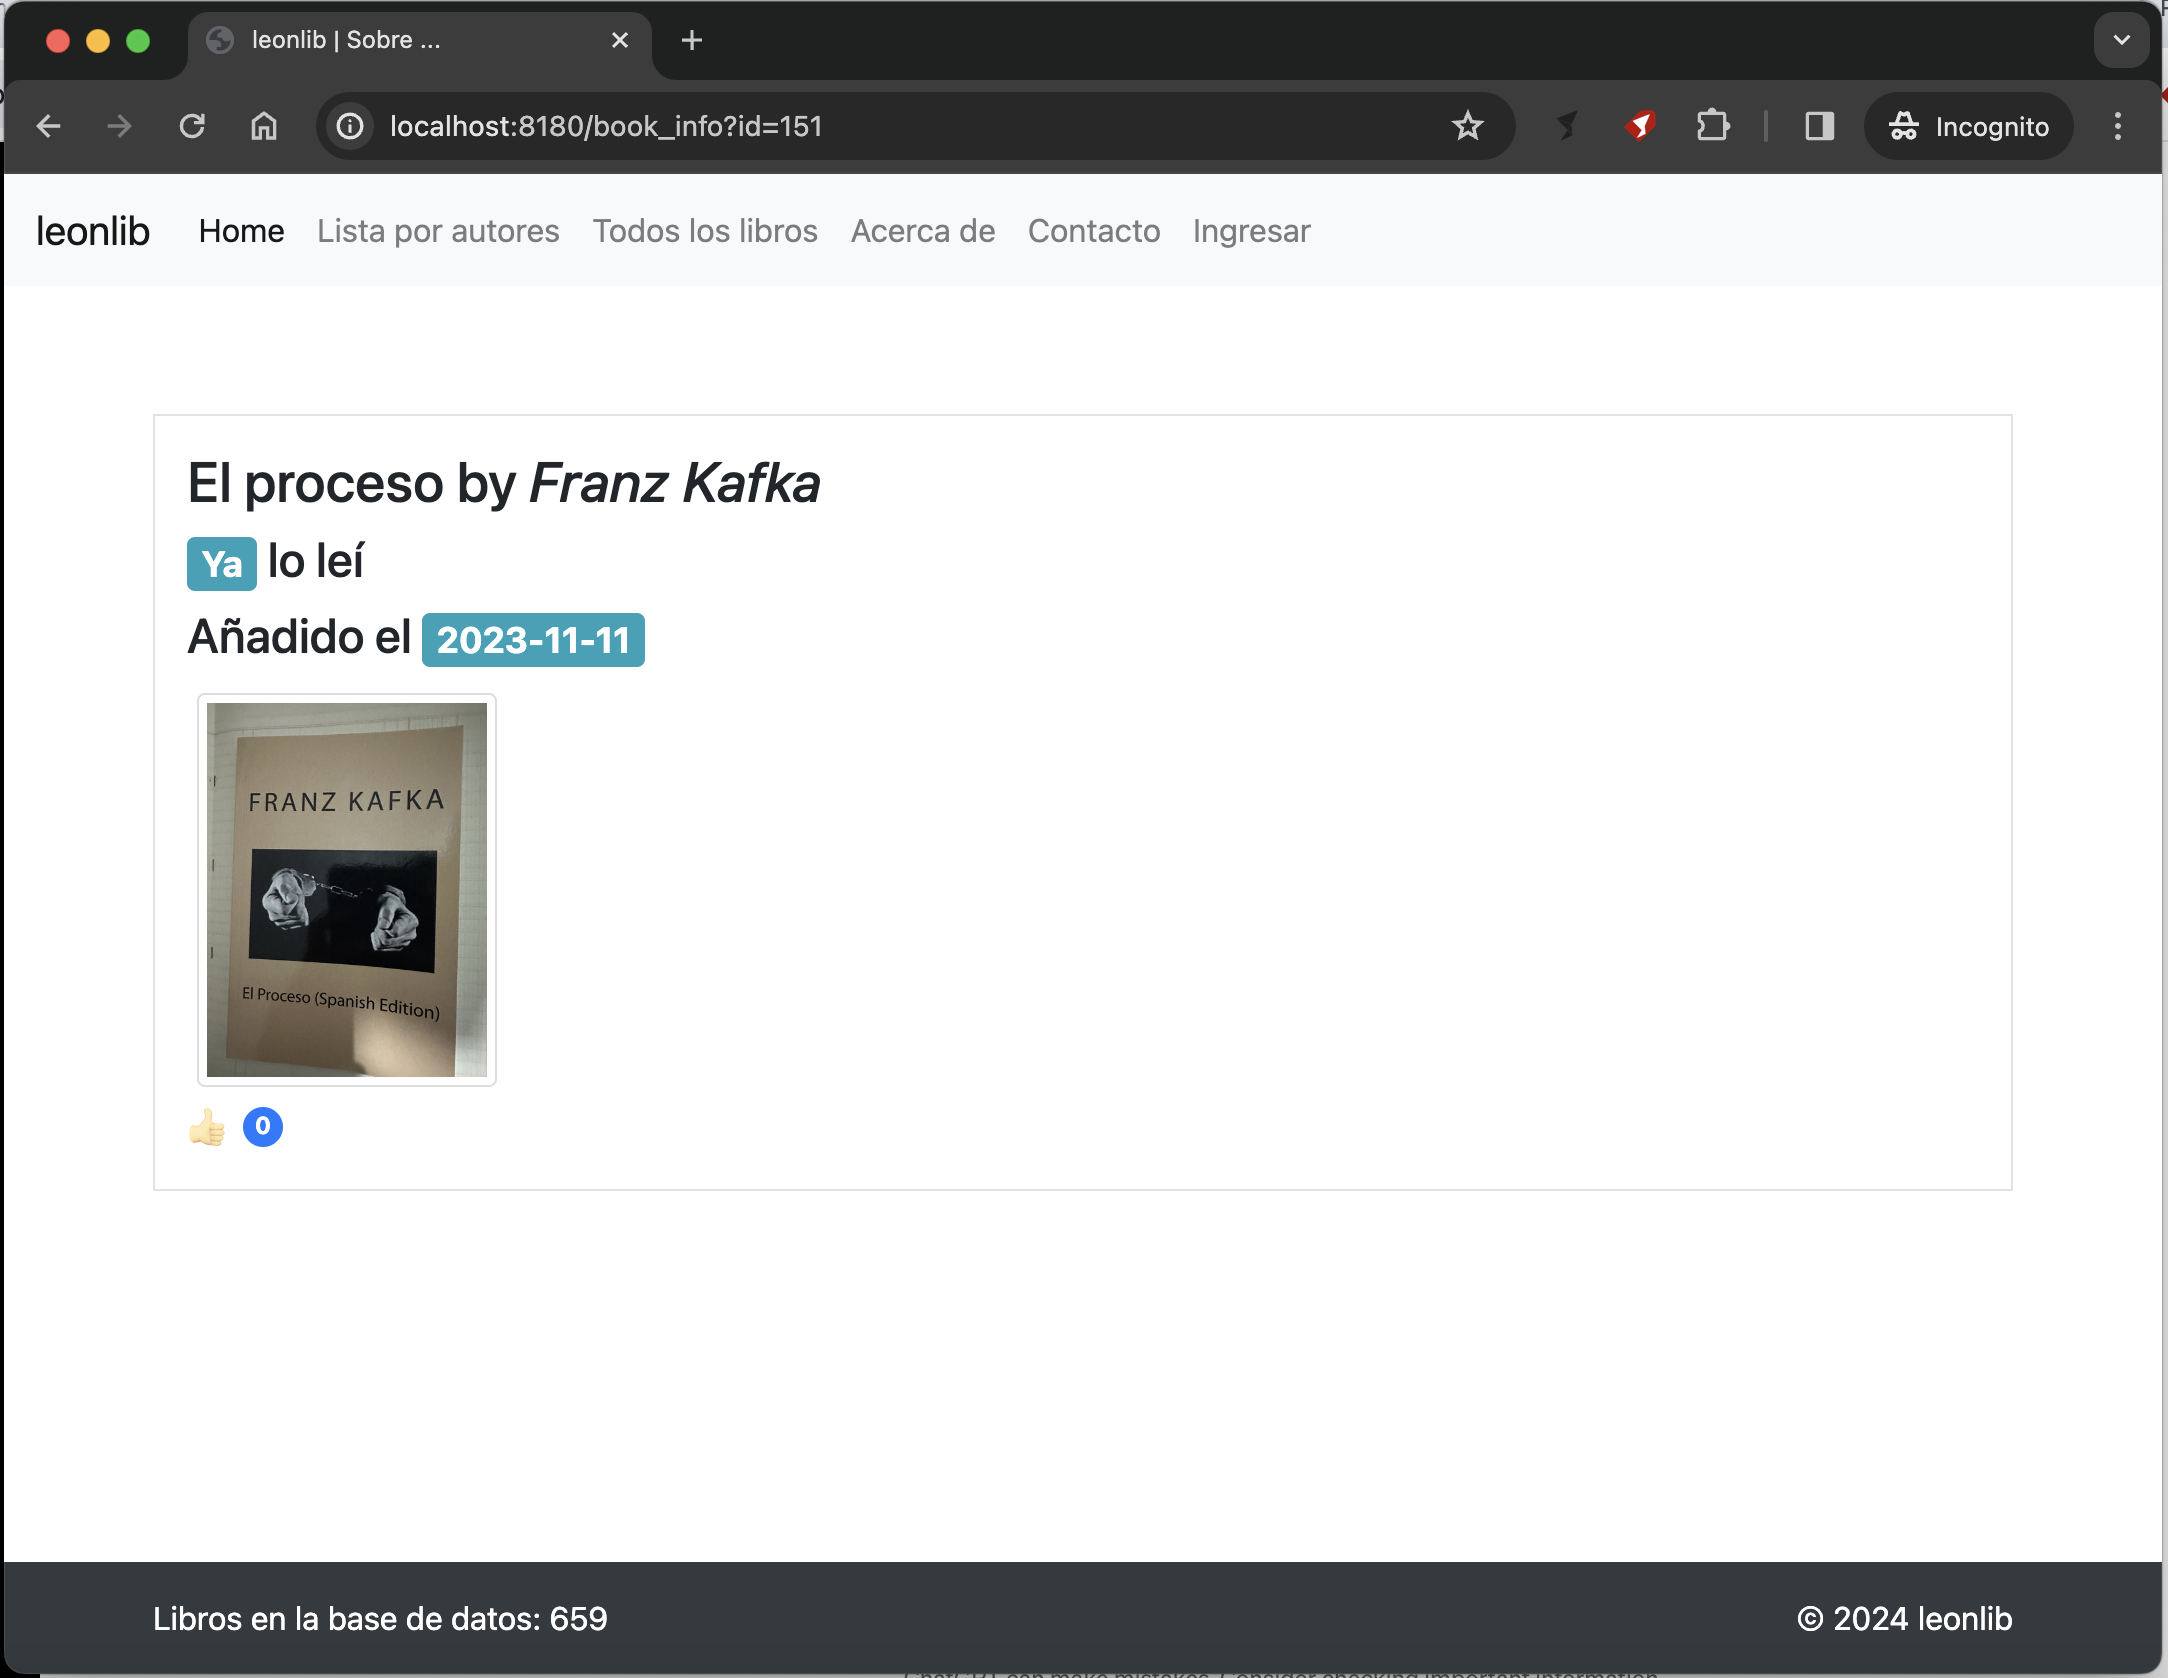 leonlib | Sobre ...
localhost:8180/book_info?id=151
Incognito
leonlib Home Lista por autores Todos los libros Acerca de Contacto Ingresar
El proceso by Franz Kafka
Ya lo leí
Añadido el 2023-11-11
FRANZ KAFKA
El Proceso (Spanish Edition)
0
Libros en la base de datos: 659
© 2024 leonlib